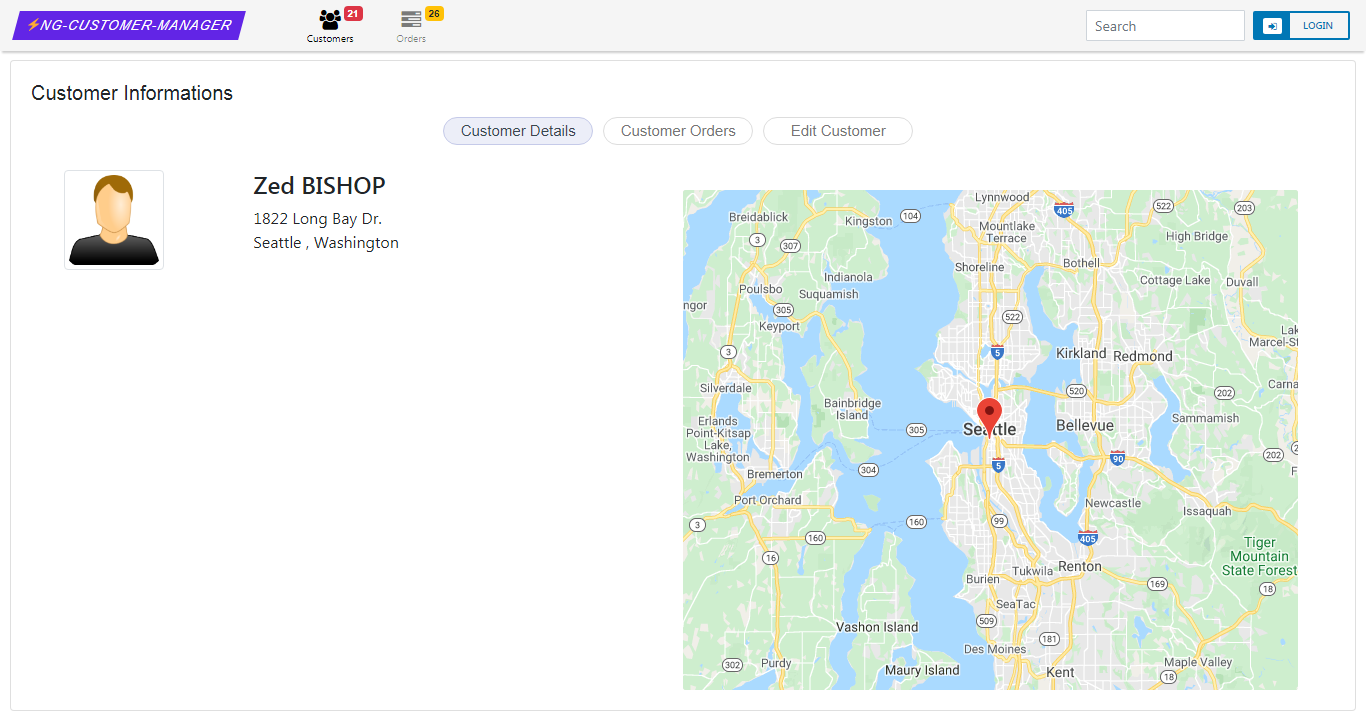 ⚡NG-CUSTOMER-MANAGER
21
Customers
26
Orders
Search
LOGIN
Customer Informations
Customer Details
Customer Orders
Edit Customer
Zed BISHOP
1822 Long Bay Dr.
Seattle , Washington
Lynnwood
405
522
203
Breidablick
Kingston
104
Mountlake
Terrace
High Bridge
3
307
Shoreline
Bothell
Indianola
Cottage Lake
Duvall
Poulsbo
Suquamish
ngor
305
522
Keyport
Lak
Marcel-St
3
5
Kirkland
Redmond
Silverdale
520
202
Carna
Bainbridge
Island
Sammamish
Erlands
Point-Kitsap
Lake,
Washington
305
Seattle
Bellevue
202
2
90
5
304
F
Bremerton
Port Orchard
Newcastle
Issaquah
3
160
99
160
405
Tiger
Mountain
State Forest
16
Tukwila
Renton
Burien
169
18
SeaTac
Vashon Island
509
181
Des Moines
302
Purdy
Maury Island
Kent
Maple Valley
18